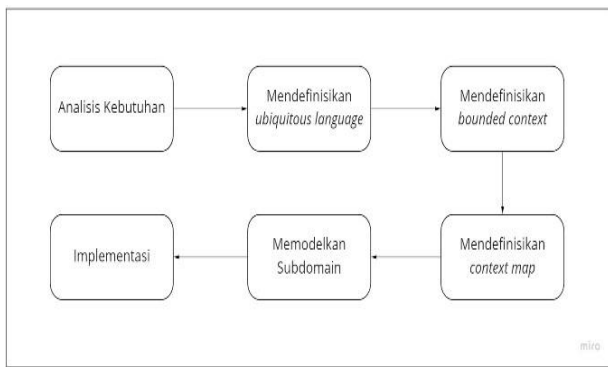 Analisis Kebutuhan
Mendefinisikan
ubiquitous language
Mendefinisikan
bounded context
Implementasi
Memodelkan
Subdomain
Mendefinisikan
context map
miro